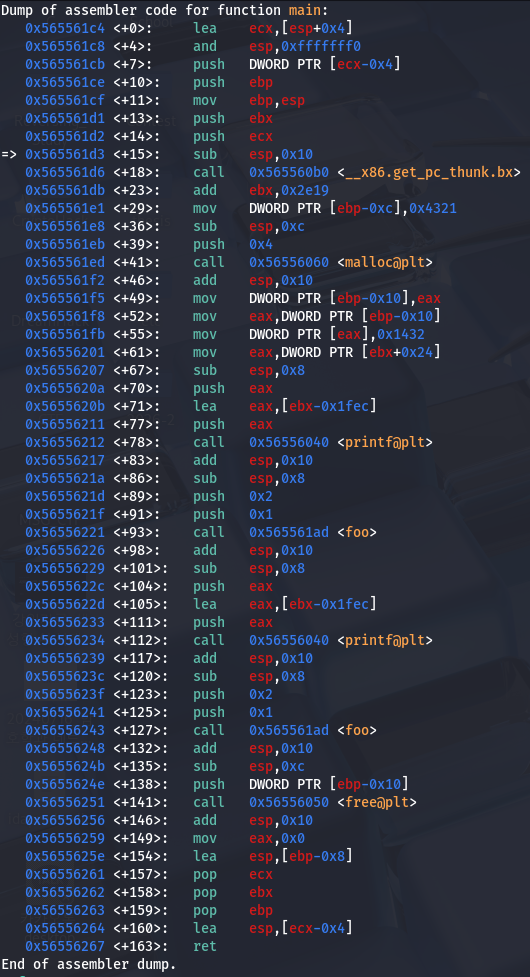 Dump of assembler code for function main:
   0x565561c4 <+0>:     lea    ecx,[esp+0x4]
   0x565561c8 <+4>:     and    esp,0xfffffff0
   0x565561cb <+7>:     push   DWORD PTR [ecx-0x4]
   0x565561ce <+10>:    push   ebp
   0x565561cf <+11>:    mov    ebp,esp
   0x565561d1 <+13>:    push   ebx
   0x565561d2 <+14>:    push   ecx
=> 0x565561d3 <+15>:    sub    esp,0x10
   0x565561d6 <+18>:    call   0x565560b0 <__x86.get_pc_thunk.bx>
   0x565561db <+23>:    add    ebx,0x2e19
   0x565561e1 <+29>:    mov    DWORD PTR [ebp-0xc],0x4321
   0x565561e8 <+36>:    sub    esp,0xc
   0x565561eb <+39>:    push   0x4
   0x565561ed <+41>:    call   0x56556060 <malloc@plt>
   0x565561f2 <+46>:    add    esp,0x10
   0x565561f5 <+49>:    mov    DWORD PTR [ebp-0x10],eax
   0x565561f8 <+52>:    mov    eax,DWORD PTR [ebp-0x10]
   0x565561fb <+55>:    mov    DWORD PTR [eax],0x1432
   0x56556201 <+61>:    mov    eax,DWORD PTR [ebx+0x24]
   0x56556207 <+67>:    sub    esp,0x8
   0x5655620a <+70>:    push   eax
   0x5655620b <+71>:    lea    eax,[ebx-0x1fec]
   0x56556211 <+77>:    push   eax
   0x56556212 <+78>:    call   0x56556040 <printf@plt>
   0x56556217 <+83>:    add    esp,0x10
   0x5655621a <+86>:    sub    esp,0x8
   0x5655621d <+89>:    push   0x2
   0x5655621f <+91>:    push   0x1
   0x56556221 <+93>:    call   0x565561ad <foo>
   0x56556226 <+98>:    add    esp,0x10
   0x56556229 <+101>:   sub    esp,0x8
   0x5655622c <+104>:   push   eax
   0x5655622d <+105>:   lea    eax,[ebx-0x1fec]
   0x56556233 <+111>:   push   eax
   0x56556234 <+112>:   call   0x56556040 <printf@plt>
   0x56556239 <+117>:   add    esp,0x10
   0x5655623c <+120>:   sub    esp,0x8
   0x5655623f <+123>:   push   0x2
   0x56556241 <+125>:   push   0x1
   0x56556243 <+127>:   call   0x565561ad <foo>
   0x56556248 <+132>:   add    esp,0x10
   0x5655624b <+135>:   sub    esp,0xc
   0x5655624e <+138>:   push   DWORD PTR [ebp-0x10]
   0x56556251 <+141>:   call   0x56556050 <free@plt>
   0x56556256 <+146>:   add    esp,0x10
   0x56556259 <+149>:   mov    eax,0x0
   0x5655625e <+154>:   lea    esp,[ebp-0x8]
   0x56556261 <+157>:   pop    ecx
   0x56556262 <+158>:   pop    ebx
   0x56556263 <+159>:   pop    ebp
   0x56556264 <+160>:   lea    esp,[ecx-0x4]
   0x56556267 <+163>:   ret
End of assembler dump.